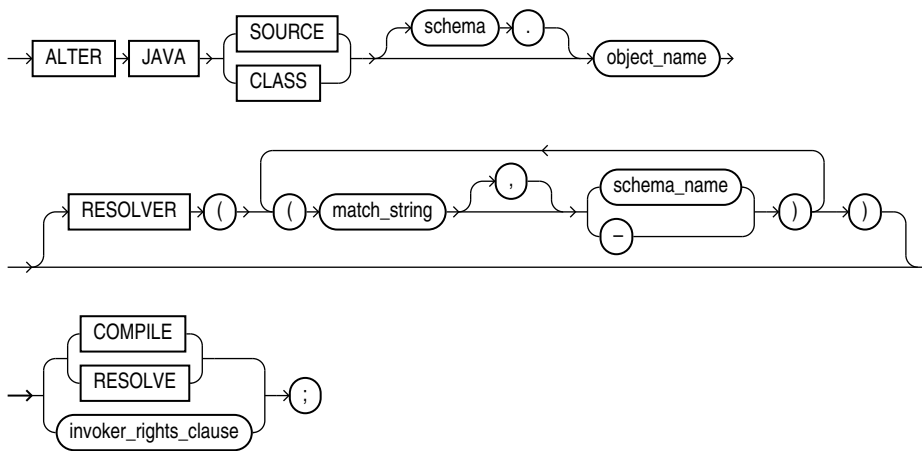 ALTER JAVA SOURCE schema . object_name
CLASS
RESOLVER ( ( match_string , schema_name ) )
-
COMPILE
RESOLVE ;
invoker_rights_clause